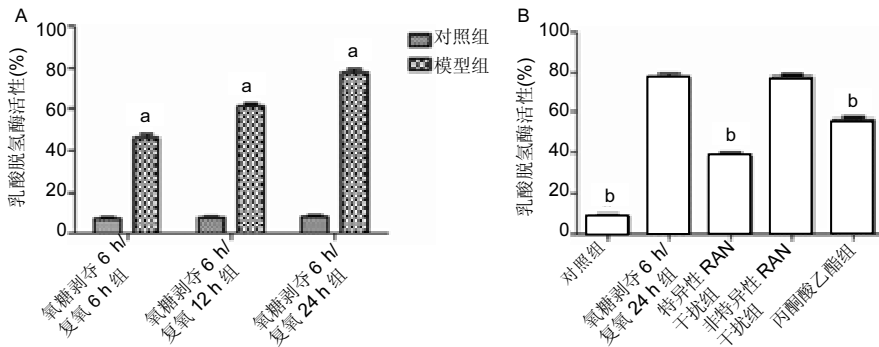 A
乳酸脱氢酶活性(%)
100
80
60
40
20
0
a
a
a
对照组
模型组
氧糖剥夺 6 h/
复氧 6 h 组
氧糖剥夺 6 h/
复氧 12 h 组
氧糖剥夺 6 h/
复氧 24 h 组
B
乳酸脱氢酶活性(%)
100
80
60
40
20
0
b
b
b
对照组
氧糖剥夺 6 h/
复氧 24 h 组
特异性 RAN
干扰组
非特异性 RAN
干扰组
丙酮酸乙酯组